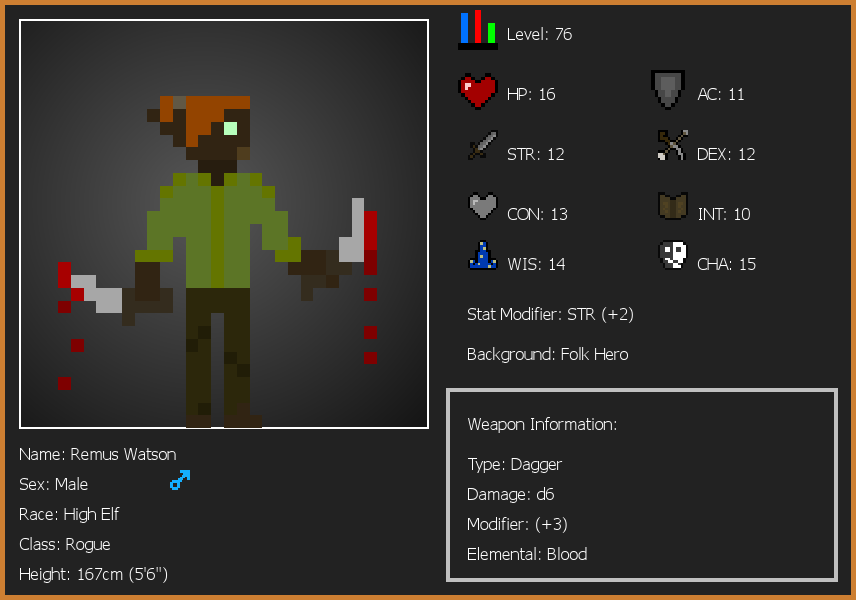 Level: 76
HP: 16
AC: 11
STR: 12
DEX: 12
CON: 13
INT: 10
WIS: 14
CHA: 15
Stat Modifier: STR (+2)
Background: Folk Hero
Weapon Information:
Type: Dagger
Damage: d6
Modifier: (+3)
Elemental: Blood
Name: Remus Watson
Sex: Male
Race: High Elf
Class: Rogue
Height: 167cm (5'6")